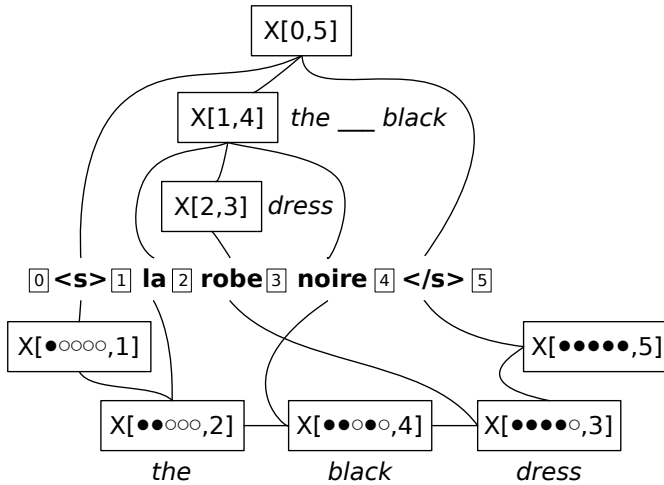 X[0,5]
X[1,4] the ___ black
X[2,3] dress
0 <s> 1 la 2 robe 3 noire 4 </s> 5
X[●○○○○,1] X[●●●●●,5]
X[●●○○○,2] X[●●○●○,4] X[●●●●○,3]
the black dress